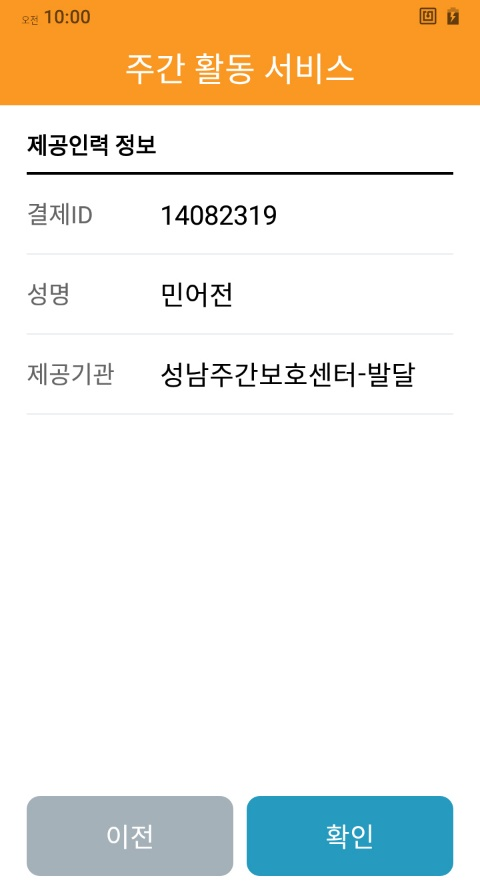 오전 10:00
주간 활동 서비스
제공인력 정보
결제ID 14082319
성명 민어전
제공기관 성남주간보호센터-발달
이전 확인